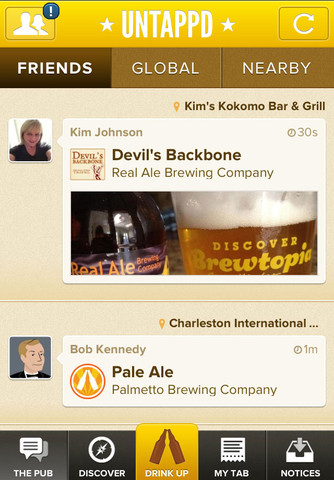 !
★ UNTAPPD ★
FRIENDS GLOBAL NEARBY
Kim's Kokomo Bar & Grill
Kim Johnson 30s
DEVIL'S
BACKBONE
Devil's Backbone
Real Ale Brewing Company
Real Ale Brewing
Company
DISCOVER
Brewtopia
Charleston International ...
Bob Kennedy 1m
Pale Ale
Palmetto Brewing Company
THE PUB DISCOVER DRINK UP MY TAB NOTICES